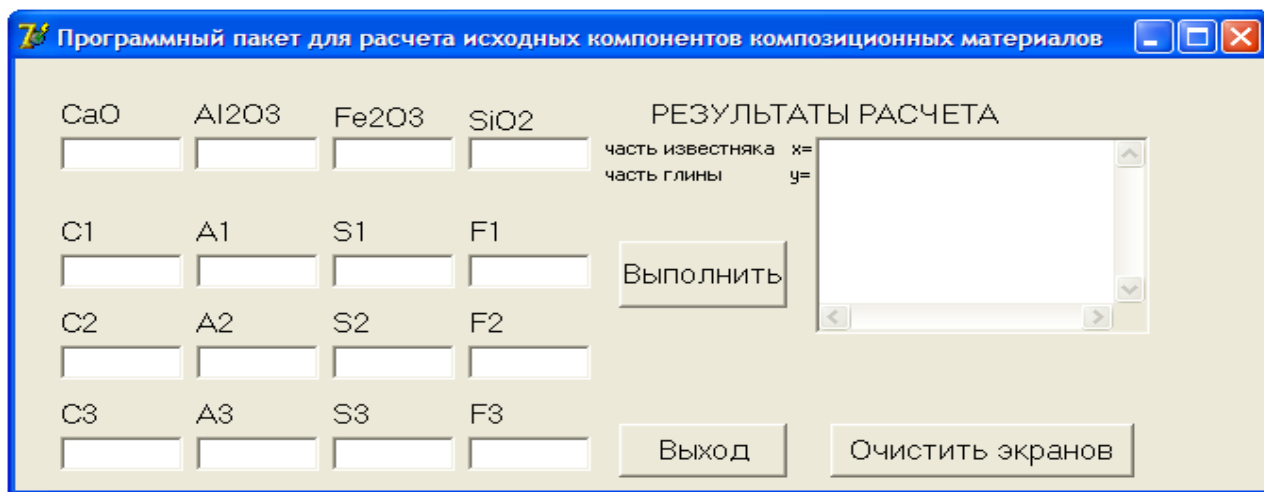 Программный пакет для расчета исходных компонентов композиционных материалов
CaO Al2O3 Fe2O3 SiO2 РЕЗУЛЬТАТЫ РАСЧЕТА
часть известняка x=
часть глины y=
C1 A1 S1 F1
Выполнить
C2 A2 S2 F2
C3 A3 S3 F3
Выход Очистить экранов